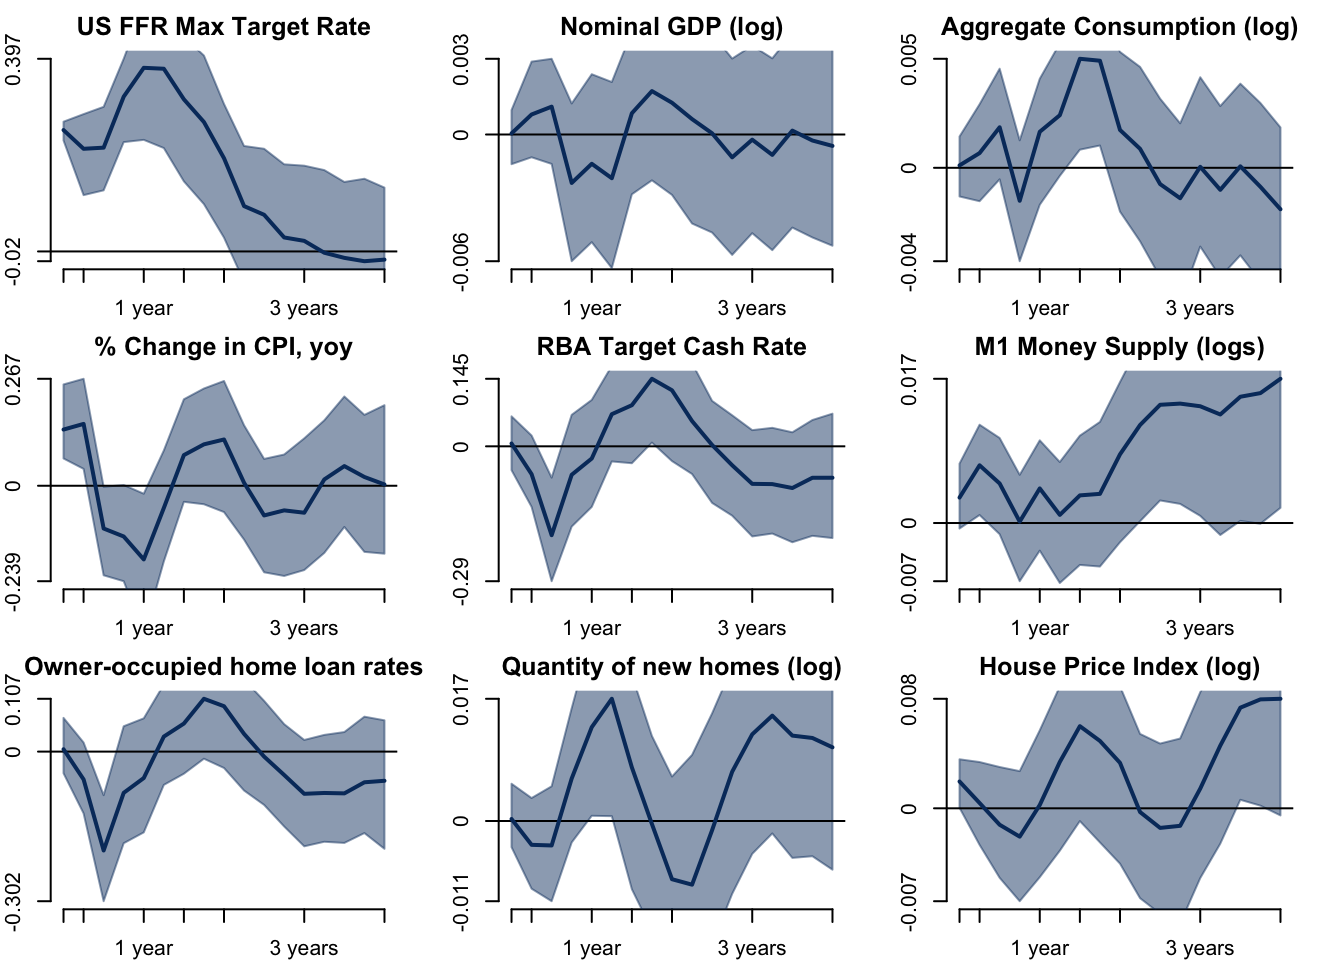 US FFR Max Target Rate
0.397
-0.02
1 year
3 years
Nominal GDP (log)
0.003
0
-0.006
1 year
3 years
Aggregate Consumption (log)
0.005
0
-0.004
1 year
3 years
% Change in CPI, yoy
0.267
0
-0.239
1 year
3 years
RBA Target Cash Rate
0.145
0
-0.29
1 year
3 years
M1 Money Supply (logs)
0.017
0
-0.007
1 year
3 years
Owner-occupied home loan rates
0.107
0
-0.302
1 year
3 years
Quantity of new homes (log)
0.017
0
-0.011
1 year
3 years
House Price Index (log)
0.008
0
-0.007
1 year
3 years